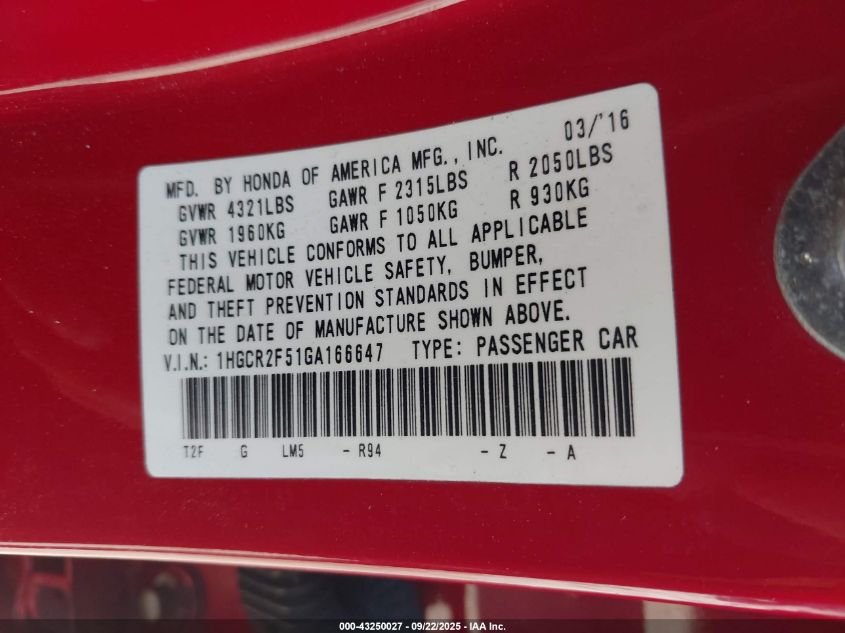 03/'16
MFD. BY HONDA OF AMERICA MFG., INC.
GVWR 4321LBS GAWR F 2315LBS R 2050LBS
GVWR 1960KG GAWR F 1050KG R 930KG
THIS VEHICLE CONFORMS TO ALL APPLICABLE
FEDERAL MOTOR VEHICLE SAFETY, BUMPER,
AND THEFT PREVENTION STANDARDS IN EFFECT
ON THE DATE OF MANUFACTURE SHOWN ABOVE.
V.I.N.: 1HGCR2F51GA166647 TYPE: PASSENGER CAR
T2F G LM5 - R94 - Z - A
000-43250027 - 09/22/2025 - IAA Inc.